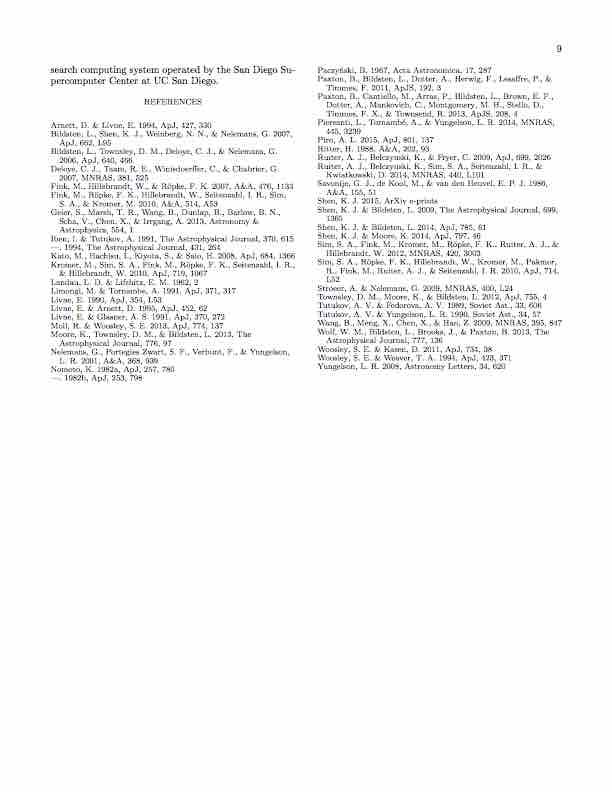 9
search computing system operated by the San Diego Su-
percomputer Center at UC San Diego.
REFERENCES
Arnett, D. & Livne, E. 1994, ApJ, 427, 330
Bildsten, L., Shen, K. J., Weinberg, N. N., & Nelemans, G. 2007,
ApJ, 662, L95
Bildsten, L., Townsley, D. M., Deloye, C. J., & Nelemans, G.
2006, ApJ, 640, 466
Deloye, C. J., Taam, R. E., Winisdoerffer, C., & Chabrier, G.
2007, MNRAS, 381, 525
Fink, M., Hillebrandt, W., & Röpke, F. K. 2007, A&A, 476, 1133
Fink, M., Röpke, F. K., Hillebrandt, W., Seitenzahl, I. R., Sim,
S. A., & Kromer, M. 2010, A&A, 514, A53
Geier, S., Marsh, T. R., Wang, B., Dunlap, B., Barlow, B. N.,
Scha, V., Chen, X., & Irrgang, A. 2013, Astronomy &
Astrophysics, 554, 1
Iben, I. & Tutukov, A. 1991, The Astrophysical Journal, 370, 615
—. 1994, The Astrophysical Journal, 431, 264
Kato, M., Hachisu, I., Kiyota, S., & Saio, H. 2008, ApJ, 684, 1366
Kromer, M., Sim, S. A., Fink, M., Röpke, F. K., Seitenzahl, I. R.,
& Hillebrandt, W. 2010, ApJ, 719, 1067
Landau, L. D. & Lifshitz, E. M. 1962, 2
Limongi, M. & Tornambe, A. 1991, ApJ, 371, 317
Livne, E. 1990, ApJ, 354, L53
Livne, E. & Arnett, D. 1995, ApJ, 452, 62
Livne, E. & Glasner, A. S. 1991, ApJ, 370, 272
Moll, R. & Woosley, S. E. 2013, ApJ, 774, 137
Moore, K., Townsley, D. M., & Bildsten, L. 2013, The
Astrophysical Journal, 776, 97
Nelemans, G., Portegies Zwart, S. F., Verbunt, F., & Yungelson,
L. R. 2001, A&A, 368, 939
Nomoto, K. 1982a, ApJ, 257, 780
—. 1982b, ApJ, 253, 798
Paczyński, B. 1967, Acta Astronomica, 17, 287
Paxton, B., Bildsten, L., Dotter, A., Herwig, F., Lesaffre, P., &
Timmes, F. 2011, ApJS, 192, 3
Paxton, B., Cantiello, M., Arras, P., Bildsten, L., Brown, E. F.,
Dotter, A., Mankovich, C., Montgomery, M. H., Stello, D.,
Timmes, F. X., & Townsend, R. 2013, ApJS, 208, 4
Piersanti, L., Tornambé, A., & Yungelson, L. R. 2014, MNRAS,
445, 3239
Piro, A. L. 2015, ApJ, 801, 137
Ritter, H. 1988, A&A, 202, 93
Ruiter, A. J., Belczynski, K., & Fryer, C. 2009, ApJ, 699, 2026
Ruiter, A. J., Belczynski, K., Sim, S. A., Seitenzahl, I. R., &
Kwiatkowski, D. 2014, MNRAS, 440, L101
Savonije, G. J., de Kool, M., & van den Heuvel, E. P. J. 1986,
A&A, 155, 51
Shen, K. J. 2015, ArXiv e-prints
Shen, K. J. & Bildsten, L. 2009, The Astrophysical Journal, 699,
1365
Shen, K. J. & Bildsten, L. 2014, ApJ, 785, 61
Shen, K. J. & Moore, K. 2014, ApJ, 797, 46
Sim, S. A., Fink, M., Kromer, M., Röpke, F. K., Ruiter, A. J., &
Hillebrandt, W. 2012, MNRAS, 420, 3003
Sim, S. A., Röpke, F. K., Hillebrandt, W., Kromer, M., Pakmor,
R., Fink, M., Ruiter, A. J., & Seitenzahl, I. R. 2010, ApJ, 714,
L52
Ströeer, A. & Nelemans, G. 2009, MNRAS, 400, L24
Townsley, D. M., Moore, K., & Bildsten, L. 2012, ApJ, 755, 4
Tutukov, A. V. & Fedorova, A. V. 1989, Soviet Ast., 33, 606
Tutukov, A. V. & Yungelson, L. R. 1990, Soviet Ast., 34, 57
Wang, B., Meng, X., Chen, X., & Han, Z. 2009, MNRAS, 395, 847
Wolf, W. M., Bildsten, L., Brooks, J., & Paxton, B. 2013, The
Astrophysical Journal, 777, 136
Woosley, S. E. & Kasen, D. 2011, ApJ, 734, 38
Woosley, S. E. & Weaver, T. A. 1994, ApJ, 423, 371
Yungelson, L. R. 2008, Astronomy Letters, 34, 620